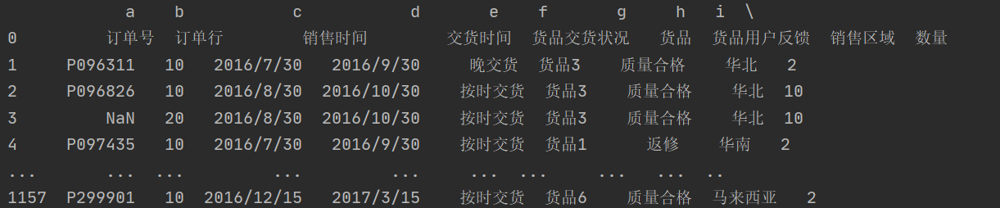 a b c d e f g h i \
0 订单号 订单行 销售时间 交货时间 货品交货状况 货品 货品用户反馈 销售区域 数量
1 P096311 10 2016/7/30 2016/9/30 晚交货 货品3 质量合格 华北 2
2 P096826 10 2016/8/30 2016/10/30 按时交货 货品3 质量合格 华北 10
3 NaN 20 2016/8/30 2016/10/30 按时交货 货品3 质量合格 华北 10
4 P097435 10 2016/7/30 2016/9/30 按时交货 货品1 返修 华南 2
... ... ... ... ... ... ... ... ... ..
1157 P299901 10 2016/12/15 2017/3/15 按时交货 货品6 质量合格 马来西亚 2